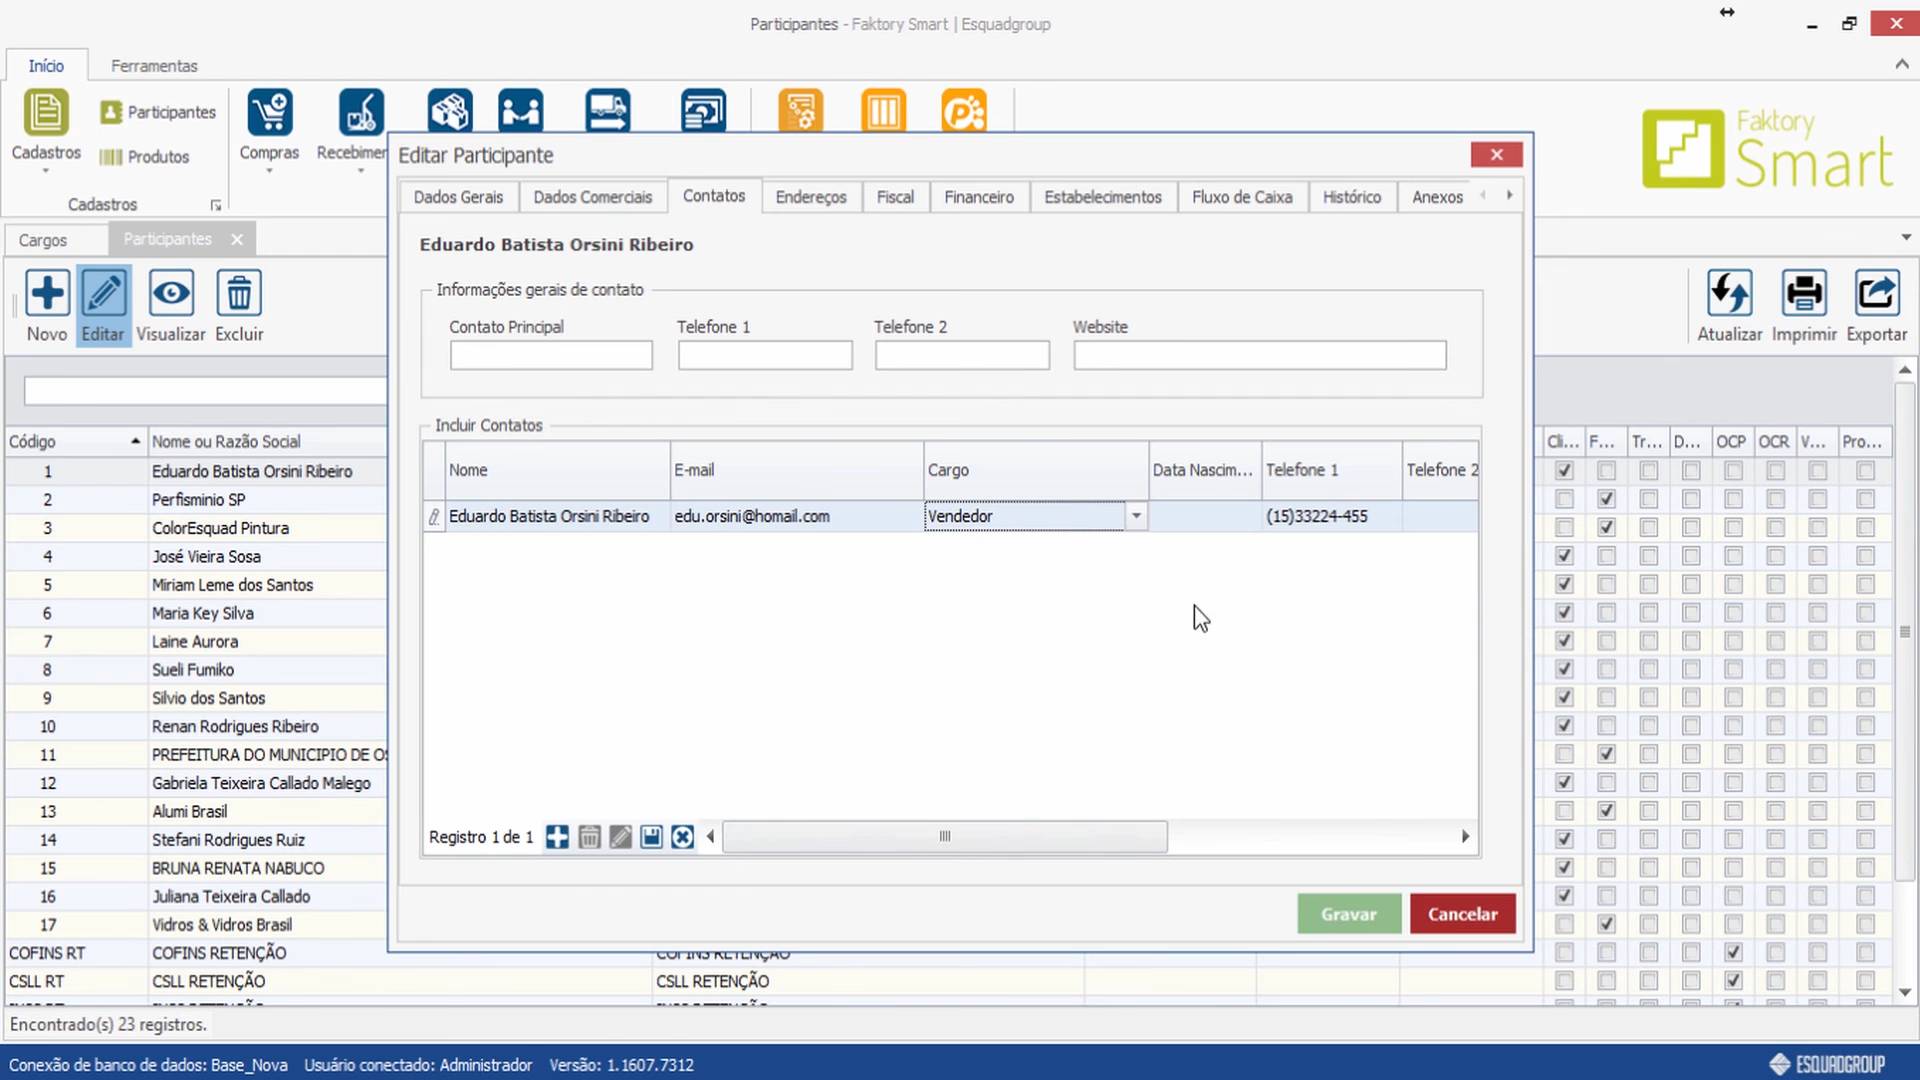 Participantes - Faktory Smart | Esquadgroup
Início
Ferramentas
Cadastros
Participantes
Produtos
Compras
Cadastros
Faktory
Smart
Cargos
Participantes
Novo
Editar
Visualizar
Excluir
Atualizar
Imprimir
Exportar
Editar Participante
Dados Gerais
Dados Comerciais
Contatos
Endereços
Fiscal
Financeiro
Estabelecimentos
Fluxo de Caixa
Histórico
Anexos
Eduardo Batista Orsini Ribeiro
Informações gerais de contato
Contato Principal
Telefone 1
Telefone 2
Website
Incluir Contatos
Nome
E-mail
Cargo
Data Nascim...
Telefone 1
Telefone 2
Eduardo Batista Orsini Ribeiro
edu.orsini@homail.com
Vendedor
(15)33224-455
Registro 1 de 1
Gravar
Cancelar
Código
Nome ou Razão Social
Cli...
F...
Tr...
D...
OCP
OCR
V...
Pro...
1 Eduardo Batista Orsini Ribeiro
2 Perfisminio SP
3 ColorEsquad Pintura
4 José Vieira Sosa
5 Miriam Leme dos Santos
6 Maria Key Silva
7 Laine Aurora
8 Sueli Fumiko
9 Silvio dos Santos
10 Renan Rodrigues Ribeiro
11 PREFEITURA DO MUNICIPIO DE
12 Gabriela Teixeira Callado Malego
13 Alumi Brasil
14 Stefani Rodrigues Ruiz
15 BRUNA RENATA NABUCO
16 Juliana Teixeira Callado
17 Vidros & Vidros Brasil
COFINS RT COFINS RETENÇÃO COFINS RETENÇÃO
CSLL RT CSLL RETENÇÃO CSLL RETENÇÃO
Encontrado(s) 23 registros.
Conexão de banco de dados: Base_Nova Usuário conectado: Administrador Versão: 1.1607.7312
ESQUADGROUP